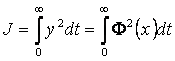 J = ∫₀^∞ y² dt = ∫₀^∞ Φ²(x) dt